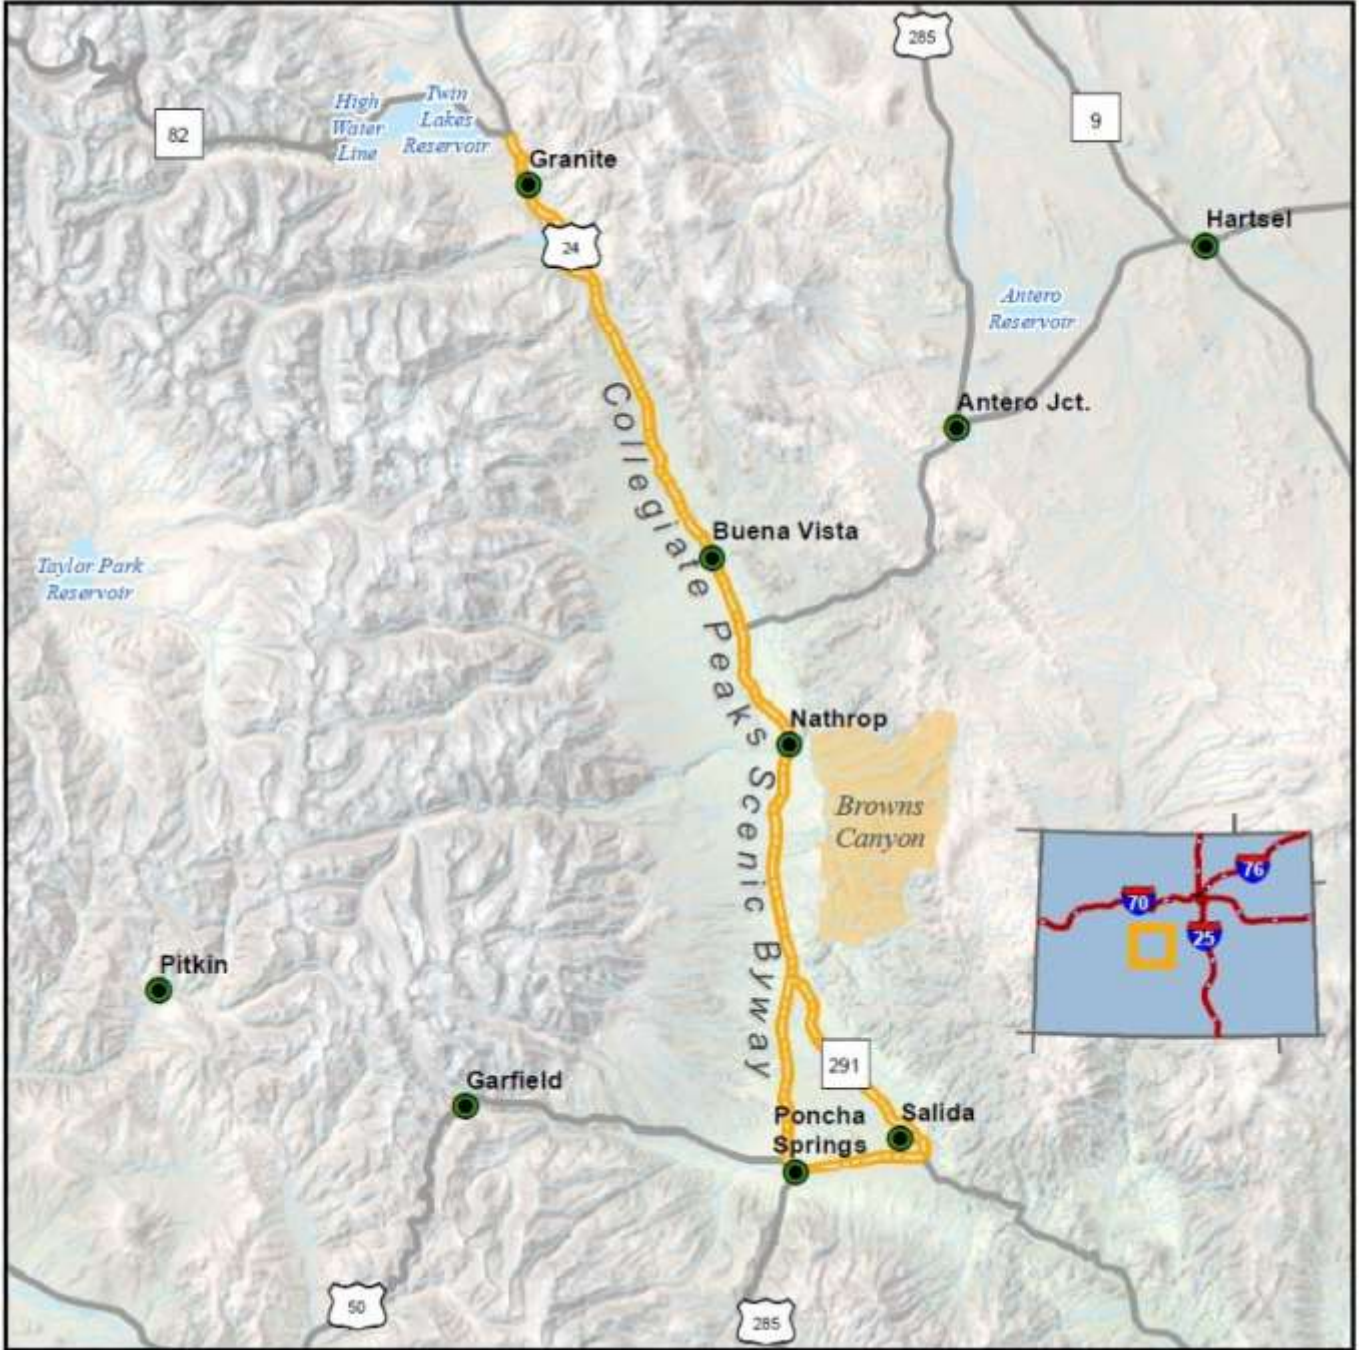 285
High
Water
Line
Twin
Lakes
Reservoir
82
9
Granite
Hartsel
24
Antero
Reservoir
Antero Jct.
Collegiate Peaks Scenic Byway
Buena Vista
Taylor Park
Reservoir
Nathrop
Browns
Canyon
76
70
25
Pitkin
291
Garfield
Poncha
Springs
Salida
50
285